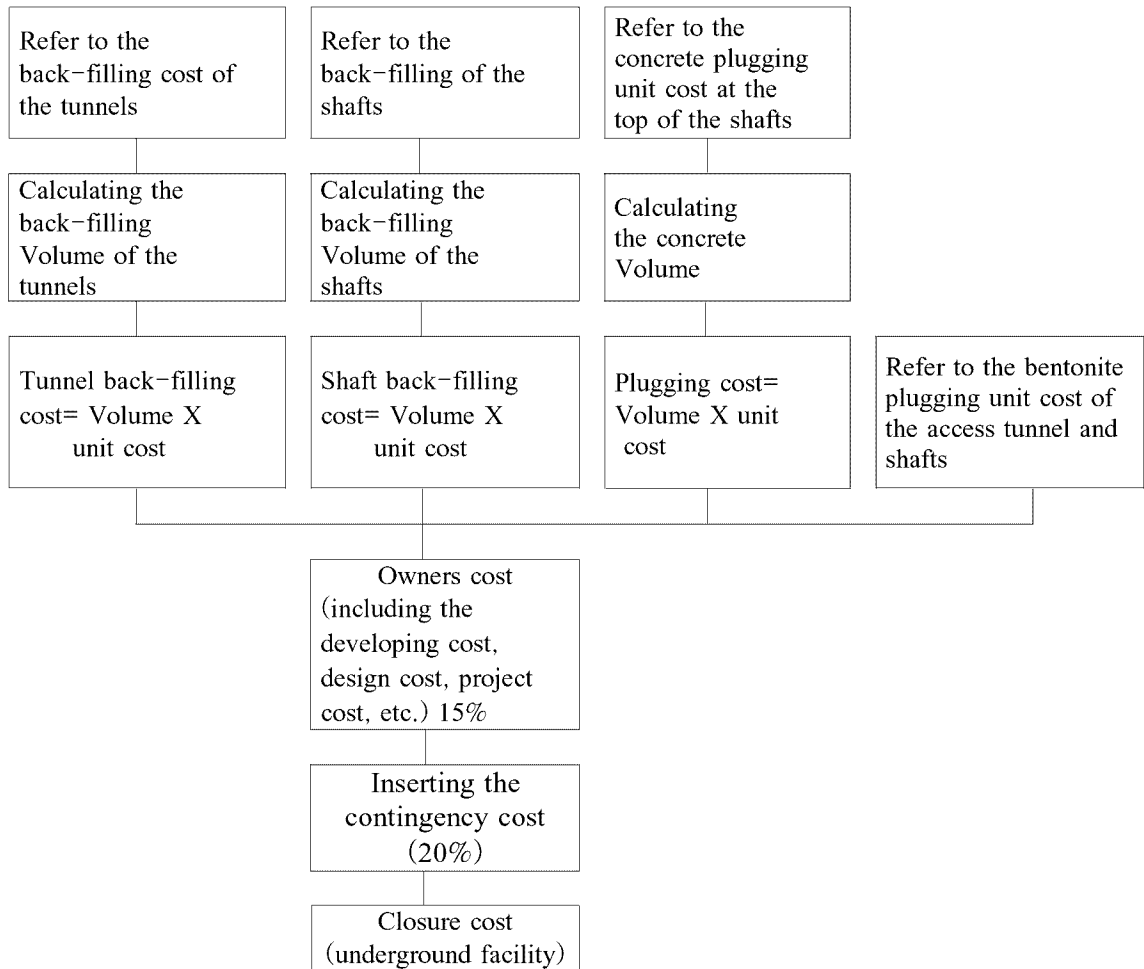 Refer to the
back-filling cost of
the tunnels
Refer to the
back-filling of the
shafts
Refer to the
concrete plugging
unit cost at the
top of the shafts
Calculating the
back-filling
Volume of the
tunnels
Calculating the
back-filling
Volume of the
shafts
Calculating
the concrete
Volume
Tunnel back-filling
cost= Volume X
unit cost
Shaft back-filling
cost= Volume X
unit cost
Plugging cost=
Volume X unit
cost
Refer to the bentonite
plugging unit cost of
the access tunnel and
shafts
Owners cost
(including the
developing cost,
design cost, project
cost, etc.) 15%
Inserting the
contingency cost
(20%)
Closure cost
(underground facility)